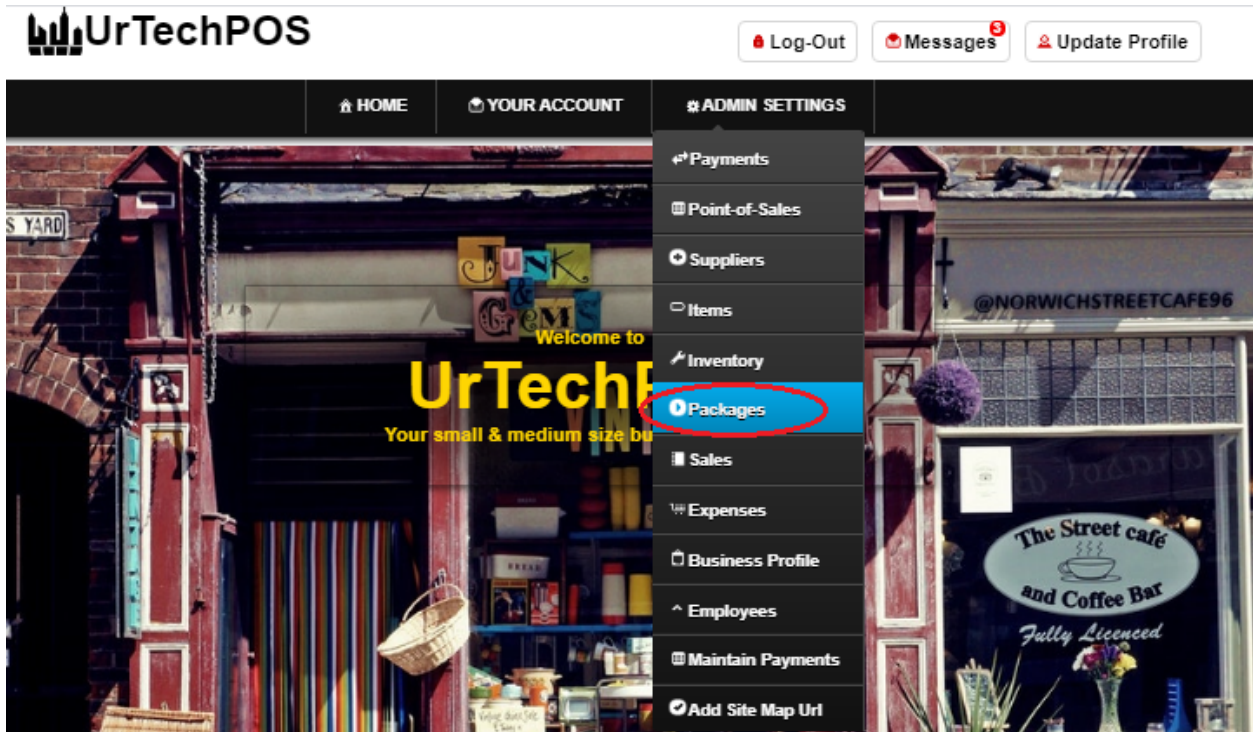 UrTechPOS
Log-Out
Messages
3
Update Profile
HOME
YOUR ACCOUNT
ADMIN SETTINGS
Payments
Point-of-Sales
Suppliers
Items
Inventory
Packages
Sales
Expenses
Business Profile
Employees
Maintain Payments
Add Site Map Url
S YARD
JUNK
&
GEMS
@NORWICHSTREETCAFE96
Welcome to
UrTech
Your small & medium size bu
BREAD
The Street café
and Coffee Bar
Fully Licenced